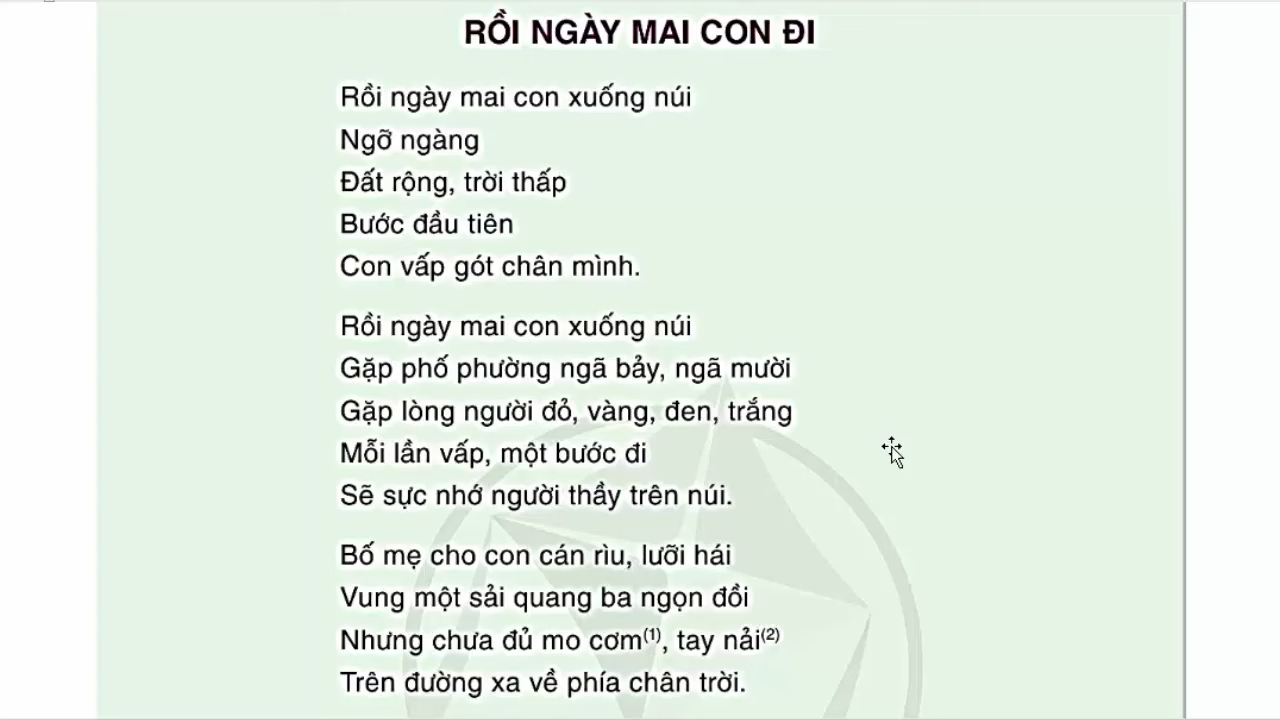 RỒI NGÀY MAI CON ĐI
Rồi ngày mai con xuống núi
Ngỡ ngàng
Đất rộng, trời thấp
Bước đầu tiên
Con vấp gót chân mình.
Rồi ngày mai con xuống núi
Gặp phố phường ngã bảy, ngã mười
Gặp lòng người đỏ, vàng, đen, trắng
Mỗi lần vấp, một bước đi
Sẽ sực nhớ người thầy trên núi.
Bố mẹ cho con cán rìu, lưỡi hái
Vung một sải quang ba ngọn đồi
Nhưng chưa đủ mo cơm(1), tay nải(2)
Trên đường xa về phía chân trời.